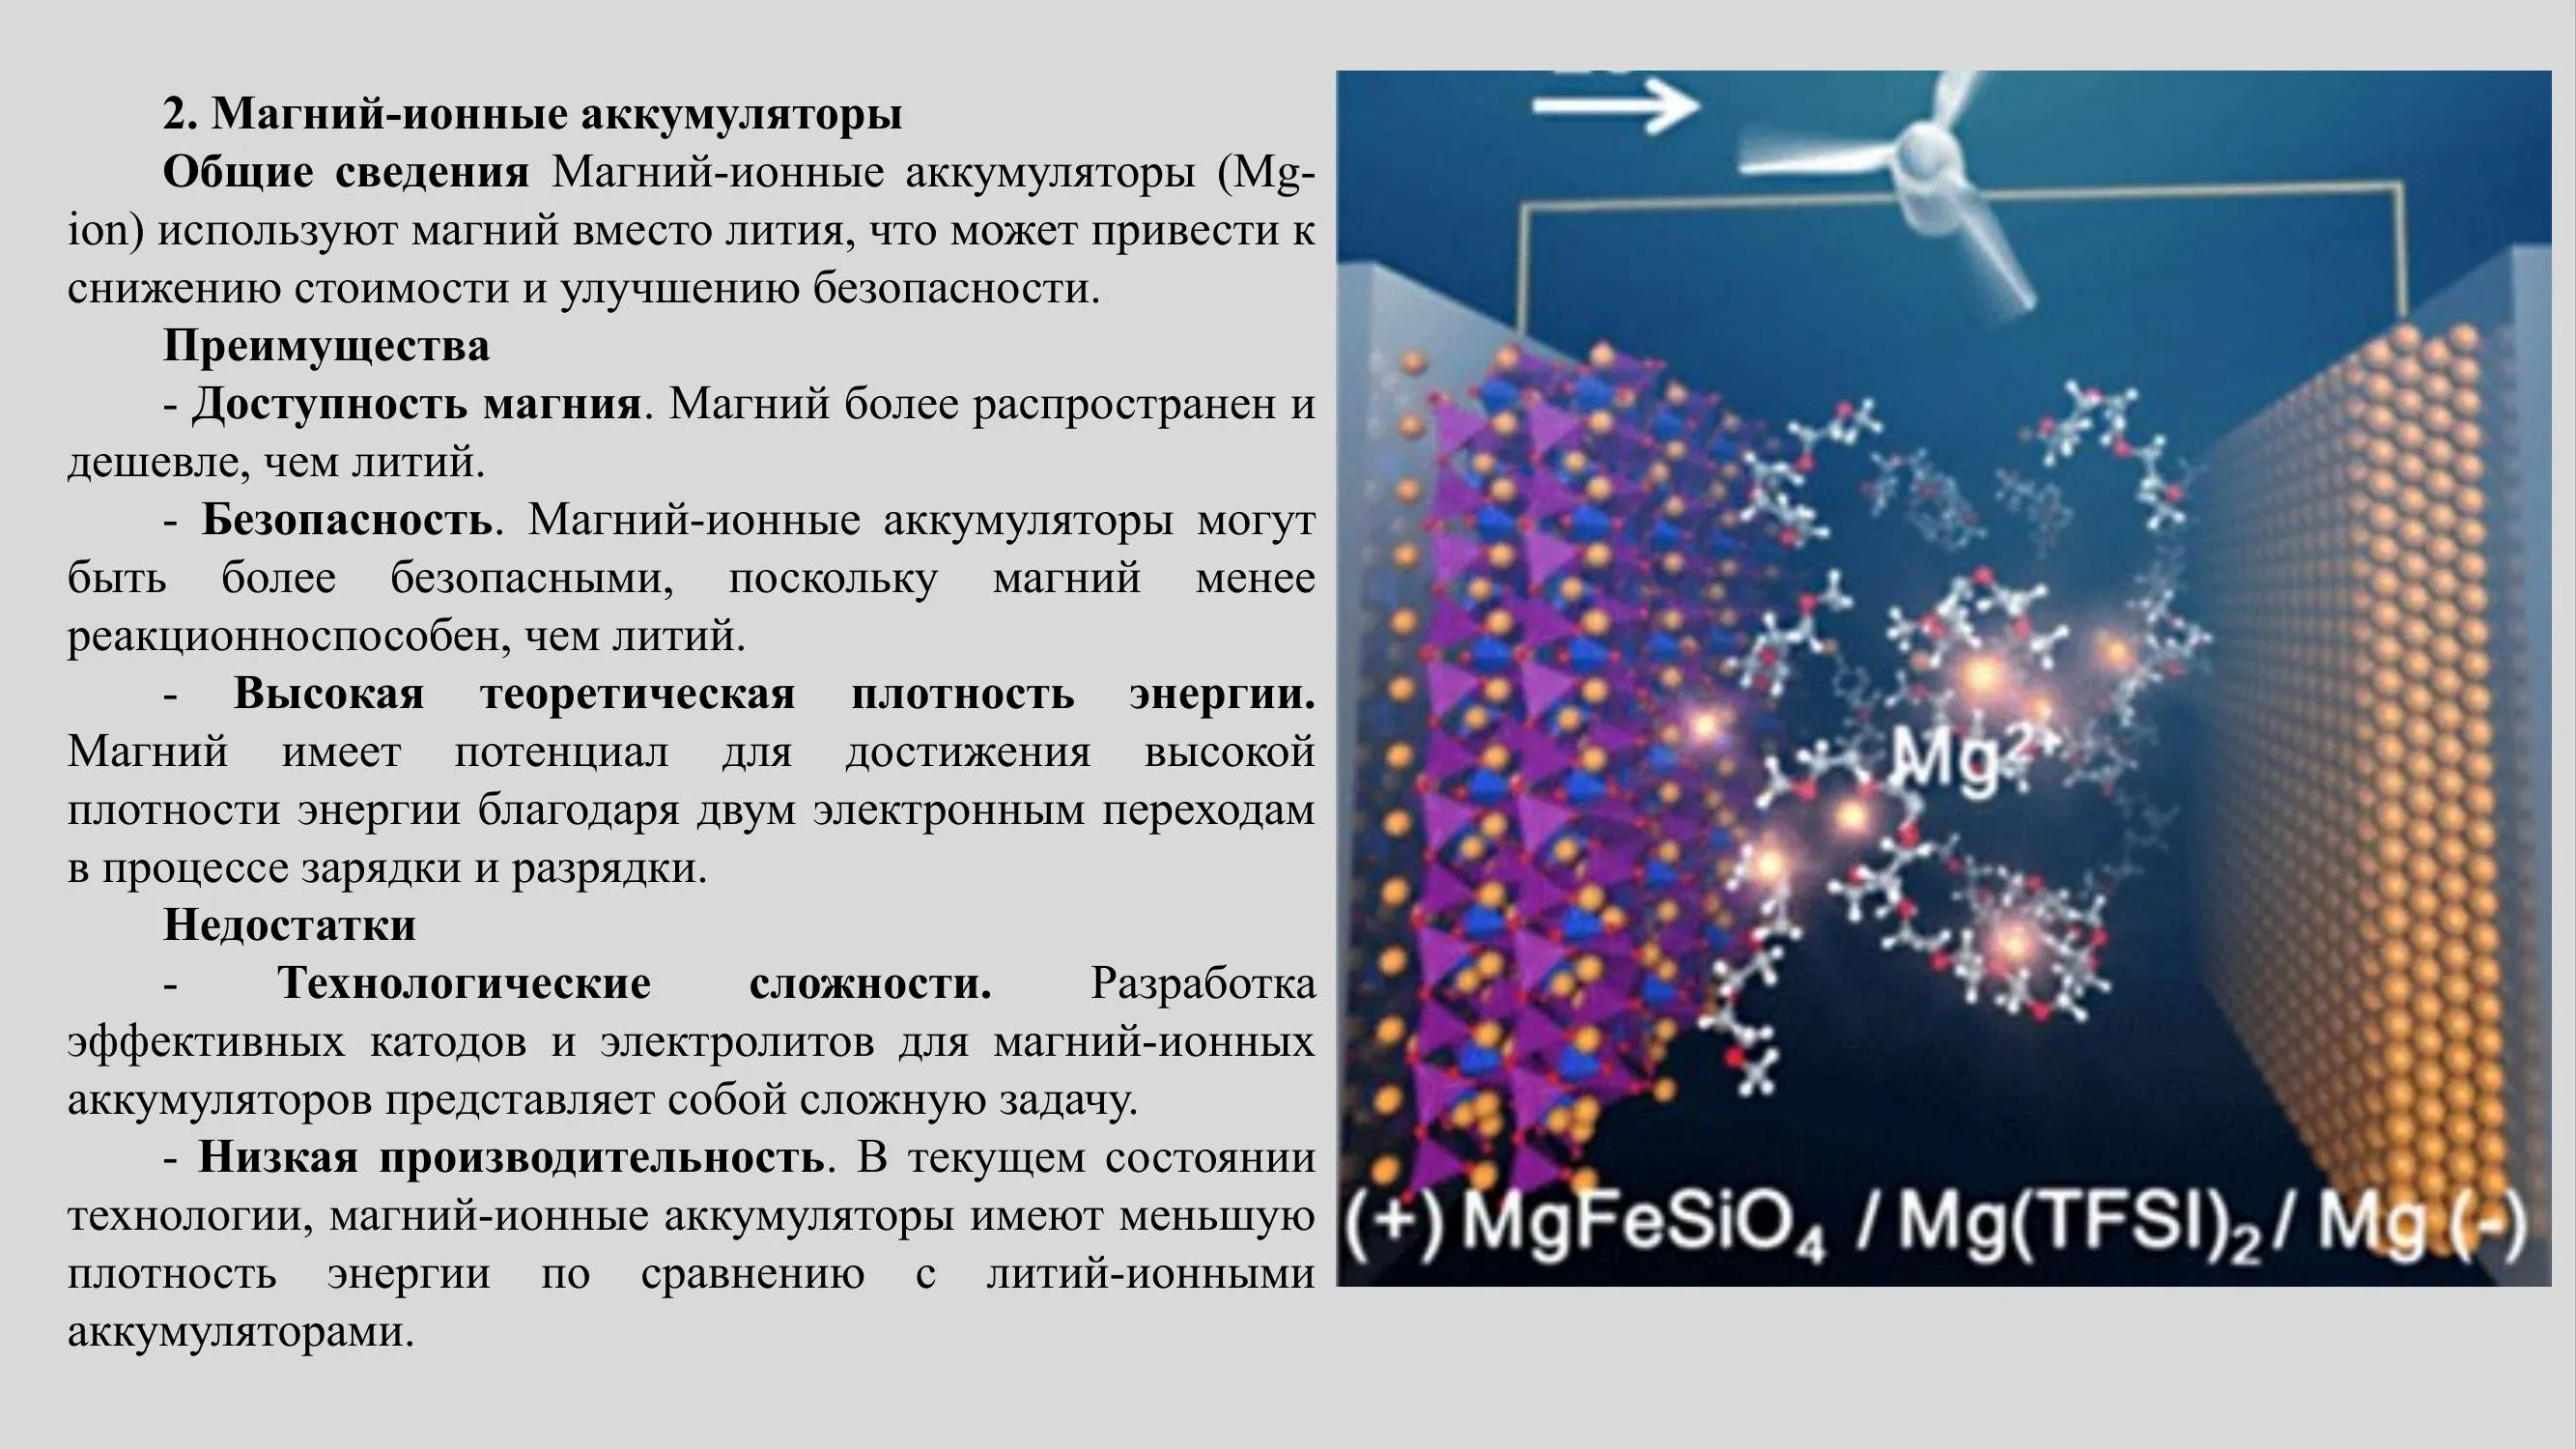 2. Магний-ионные аккумуляторы
Общие сведения Магний-ионные аккумуляторы (Mg-
ion) используют магний вместо лития, что может привести к
снижению стоимости и улучшению безопасности.
Преимущества
- Доступность магния. Магний более распространен и
дешевле, чем литий.
- Безопасность. Магний-ионные аккумуляторы могут
быть более безопасными, поскольку магний менее
реакционноспособен, чем литий.
- Высокая теоретическая плотность энергии.
Магний имеет потенциал для достижения высокой
плотности энергии благодаря двум электронным переходам
в процессе зарядки и разрядки.
Недостатки
- Технологические сложности. Разработка
эффективных катодов и электролитов для магний-ионных
аккумуляторов представляет собой сложную задачу.
- Низкая производительность. В текущем состоянии
технологии, магний-ионные аккумуляторы имеют меньшую
плотность энергии по сравнению с литий-ионными
аккумуляторами.
Mg²⁺
(+) MgFeSiO₄ / Mg(TFSI)₂ / Mg (-)